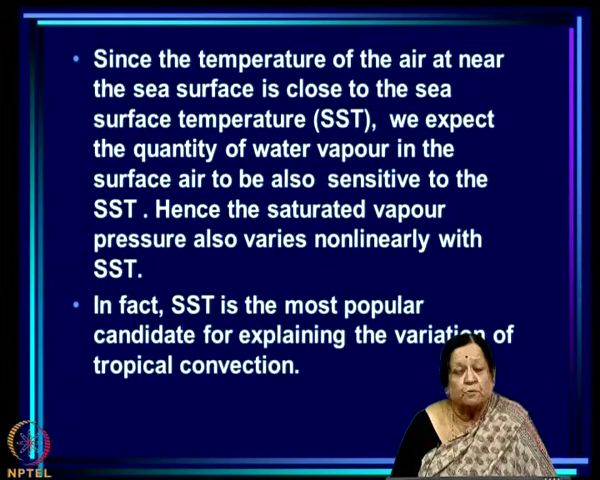 • Since the temperature of the air at near
the sea surface is close to the sea
surface temperature (SST), we expect
the quantity of water vapour in the
surface air to be also sensitive to the
SST . Hence the saturated vapour
pressure also varies nonlinearly with
SST.
• In fact, SST is the most popular
candidate for explaining the variation of
tropical convection.
NPTEL